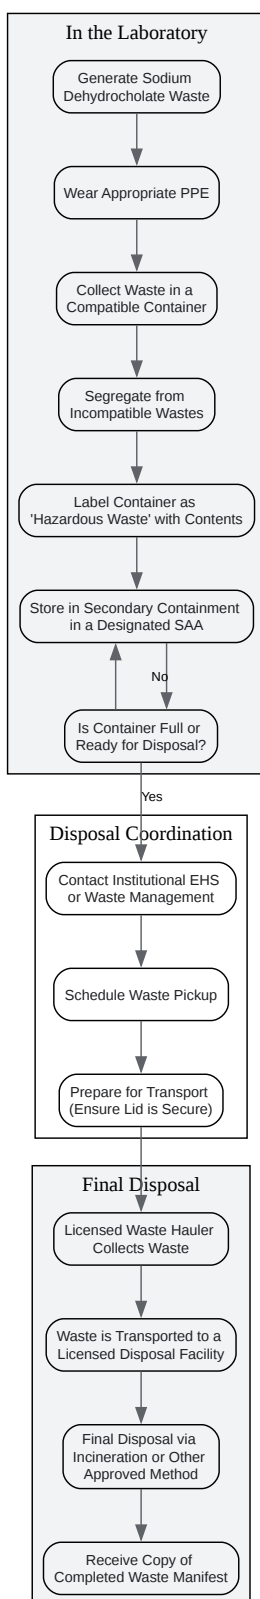 In the Laboratory
Generate Sodium
Dehydrocholate Waste
Wear Appropriate PPE
Collect Waste in a
Compatible Container
Segregate from
Incompatible Wastes
Label Container as
'Hazardous Waste' with Contents
Store in Secondary Containment
in a Designated SAA
No
Is Container Full or
Ready for Disposal?
Yes
Disposal Coordination
Contact Institutional EHS
or Waste Management
Schedule Waste Pickup
Prepare for Transport
(Ensure Lid is Secure)
Final Disposal
Licensed Waste Hauler
Collects Waste
Waste is Transported to a
Licensed Disposal Facility
Final Disposal via
Incineration or Other
Approved Method
Receive Copy of
Completed Waste Manifest